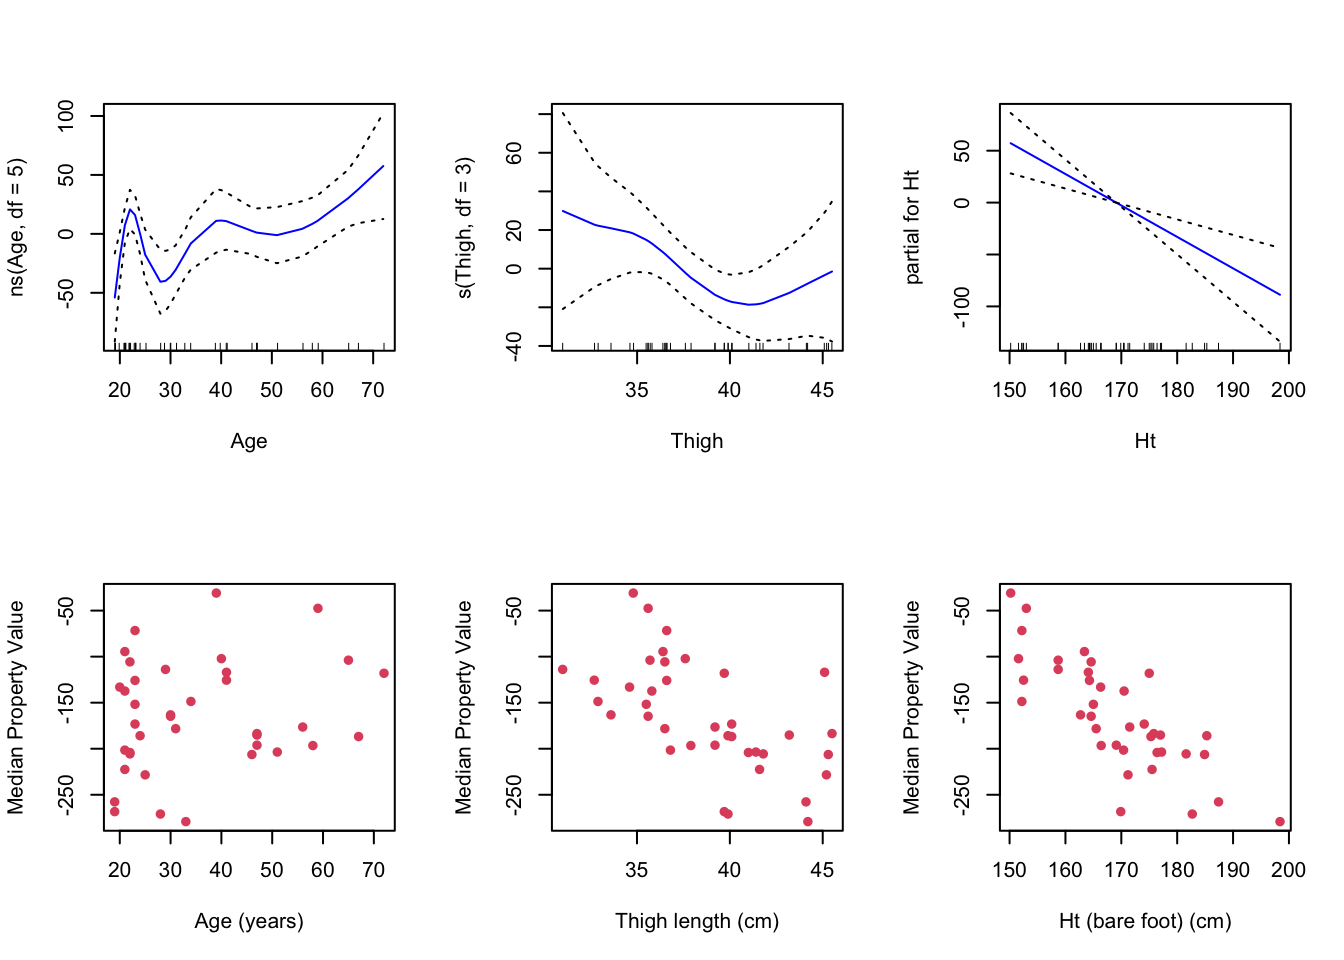 ns(Age, df = 5)
-50 0 50 100
20 30 40 50 60 70
Age
s(Thigh, df = 3)
-40 0 20 60
35 40 45
Thigh
partial for Ht
-100 0 50
150 160 170 180 190 200
Ht
Median Property Value
-250 -150 -50
20 30 40 50 60 70
Age (years)
Median Property Value
-250 -150 -50
35 40 45
Thigh length (cm)
Median Property Value
-250 -150 -50
150 160 170 180 190 200
Ht (bare foot) (cm)